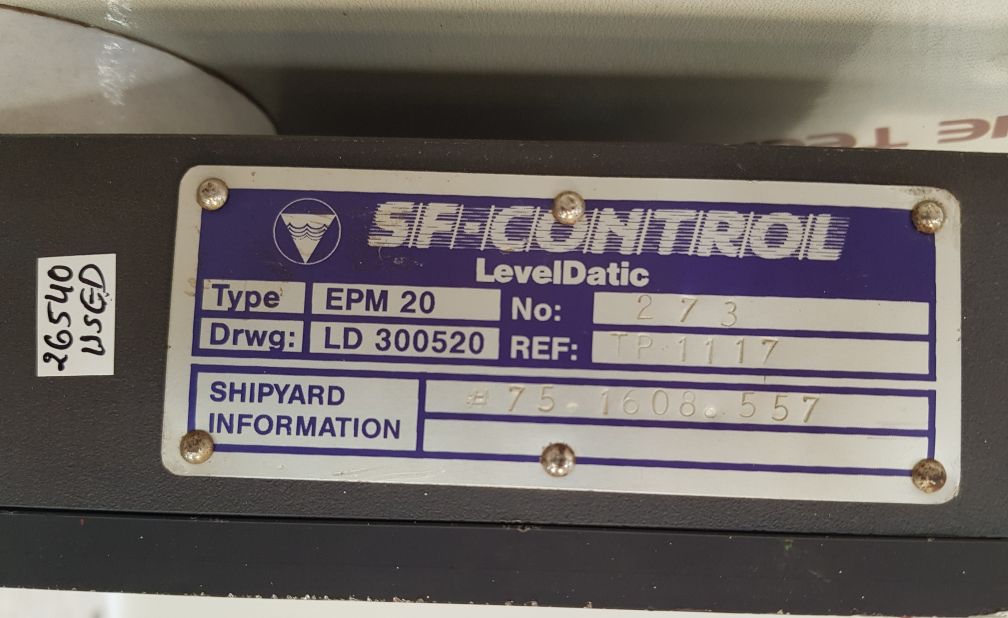 SF-CONTROL
LevelDatic
Type EPM 20 No: 273
Drwg: LD 300520 REF: TP 1117
SHIPYARD INFORMATION #75.1608.557
26540
USED